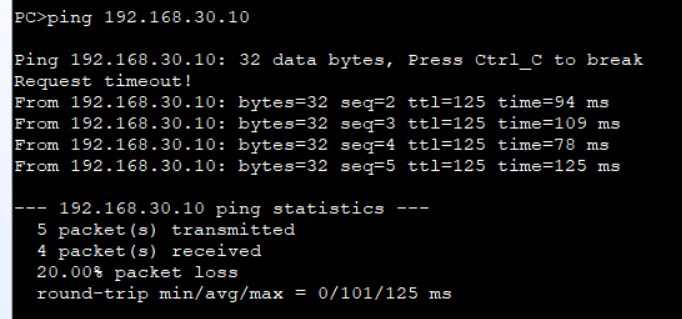 PC>ping 192.168.30.10
Ping 192.168.30.10: 32 data bytes, Press Ctrl_C to break
Request timeout!
From 192.168.30.10: bytes=32 seq=2 ttl=125 time=94 ms
From 192.168.30.10: bytes=32 seq=3 ttl=125 time=109 ms
From 192.168.30.10: bytes=32 seq=4 ttl=125 time=78 ms
From 192.168.30.10: bytes=32 seq=5 ttl=125 time=125 ms
--- 192.168.30.10 ping statistics ---
5 packet(s) transmitted
4 packet(s) received
20.00% packet loss
round-trip min/avg/max = 0/101/125 ms